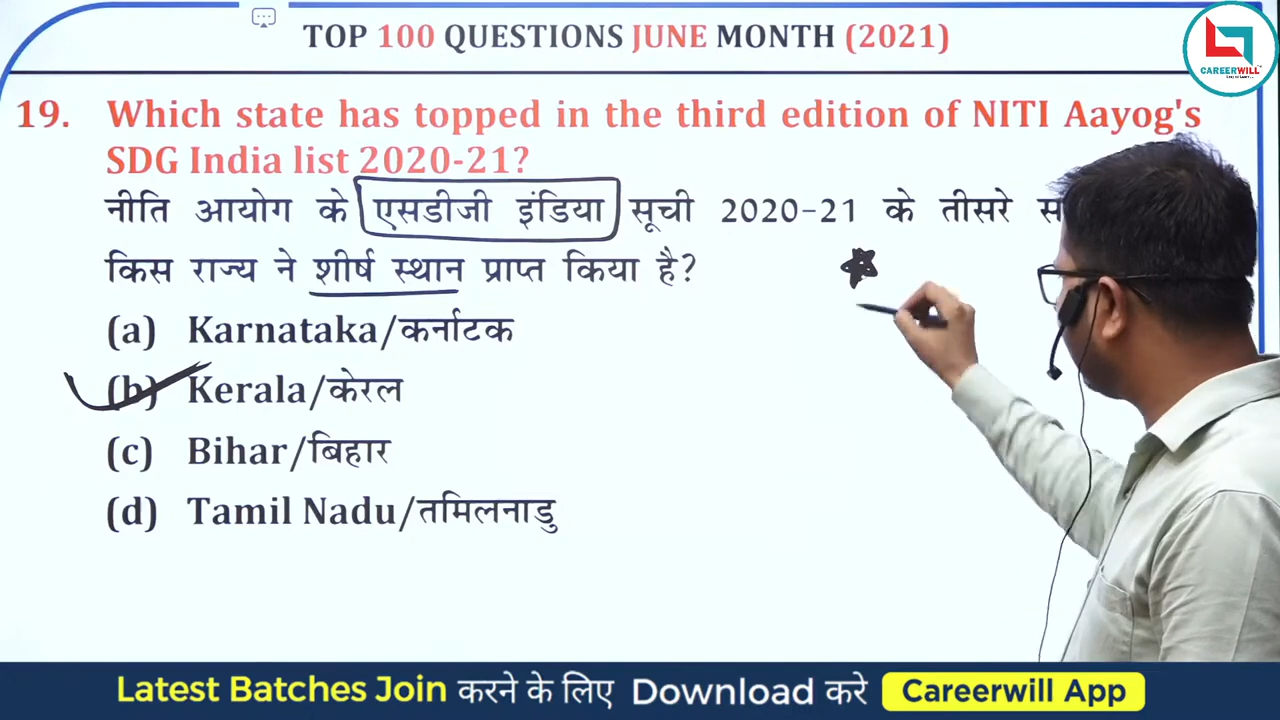 TOP 100 QUESTIONS JUNE MONTH (2021)
CAREERWILL
19. Which state has topped in the third edition of NITI Aayog's
SDG India list 2020-21?
नीति आयोग के एसडीजी इंडिया सूची 2020-21 के तीसरे
किस राज्य ने शीर्ष स्थान प्राप्त किया है?
(a) Karnataka/कर्नाटक
(b) Kerala/केरल
(c) Bihar/बिहार
(d) Tamil Nadu/तमिलनाडु
Latest Batches Join करने के लिए Download करे Careerwill App